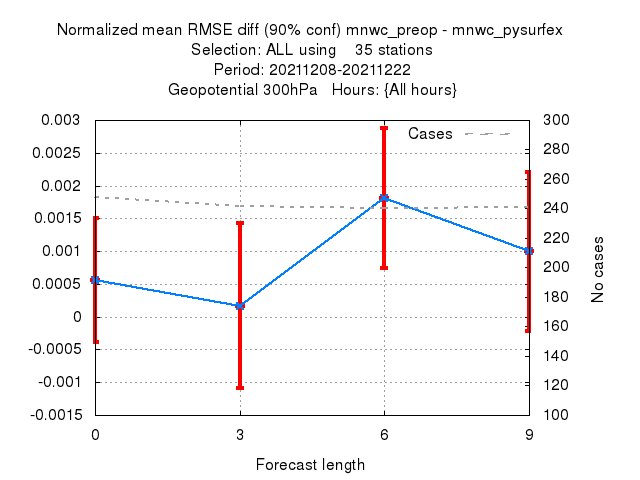 Normalized mean RMSE diff (90% conf) mnwc_preop - mnwc_pysurfex
Selection: ALL using    35 stations
Period: 20211208-20211222
Geopotential 300hPa   Hours: {All hours}
Cases
0.003
0.0025
0.002
0.0015
0.001
0.0005
0
-0.0005
-0.001
-0.0015
300
280
260
240
220
200
180
160
140
120
100
No cases
0 3 6 9
Forecast length